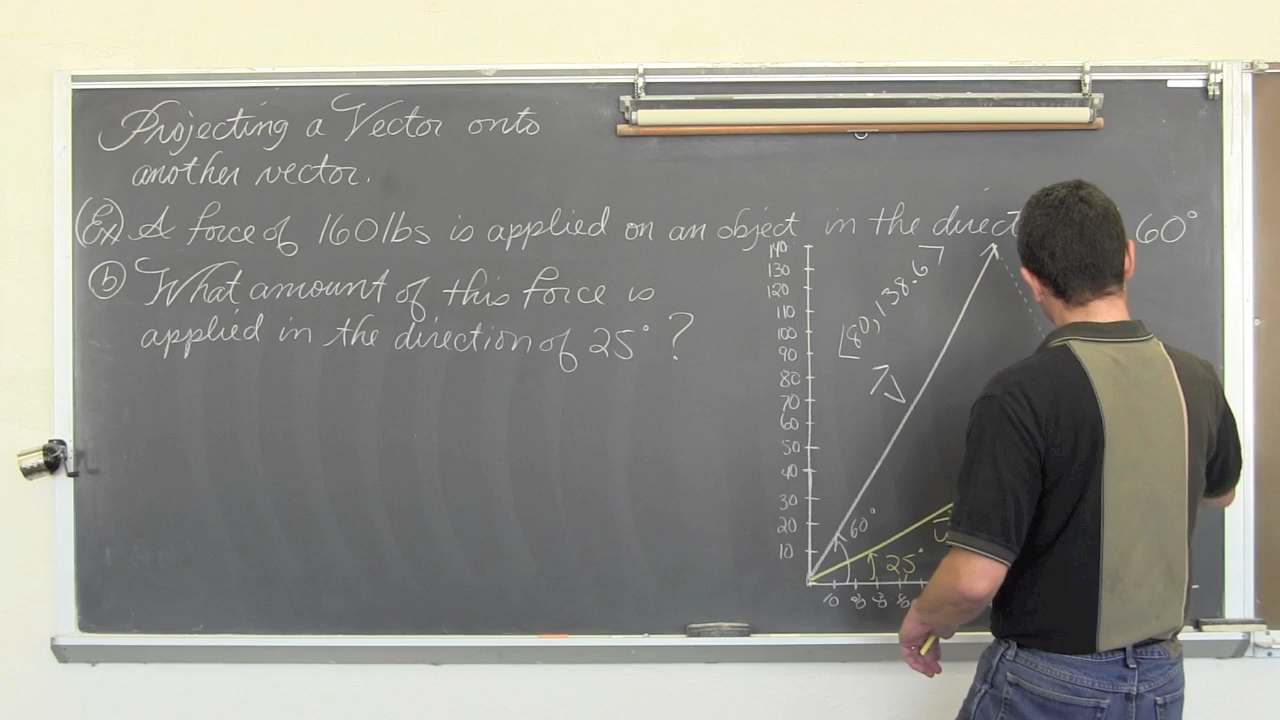 Projecting a Vector onto
another vector.
(Ex) A force of 160 lbs is applied on an object in the direct 60°
(b) What amount of this force is
applied in the direction of 25°?
140
130
120
110
100
90
80
70
60
50
40
30
20
10
[80, 138.6]
V
60°
25°
U
10